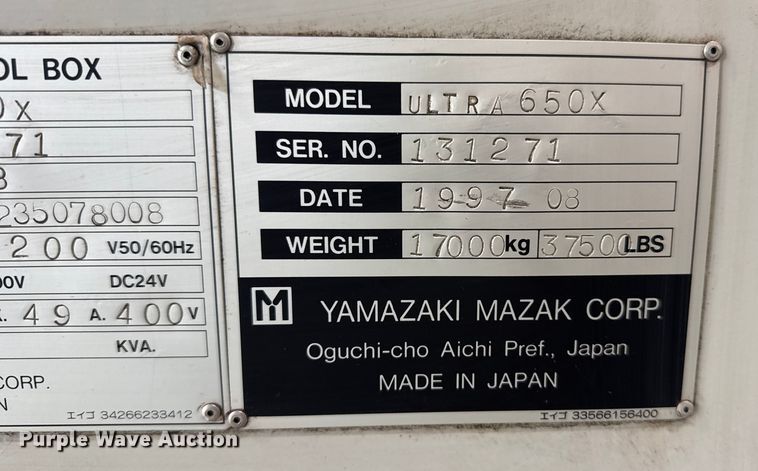 OL BOX
0X
71
8
235078008
200 V50/60Hz
00V DC24V
49 A. 400V
KVA.
CORP.
N
エイゴ 34266233412
MODEL ULTRA 650X
SER. NO. 131271
DATE 1997 08
WEIGHT 17000kg 37500LBS
M YAMAZAKI MAZAK CORP.
Oguchi-cho Aichi Pref., Japan
MADE IN JAPAN
エイゴ 33566156400
Purple Wave Auction